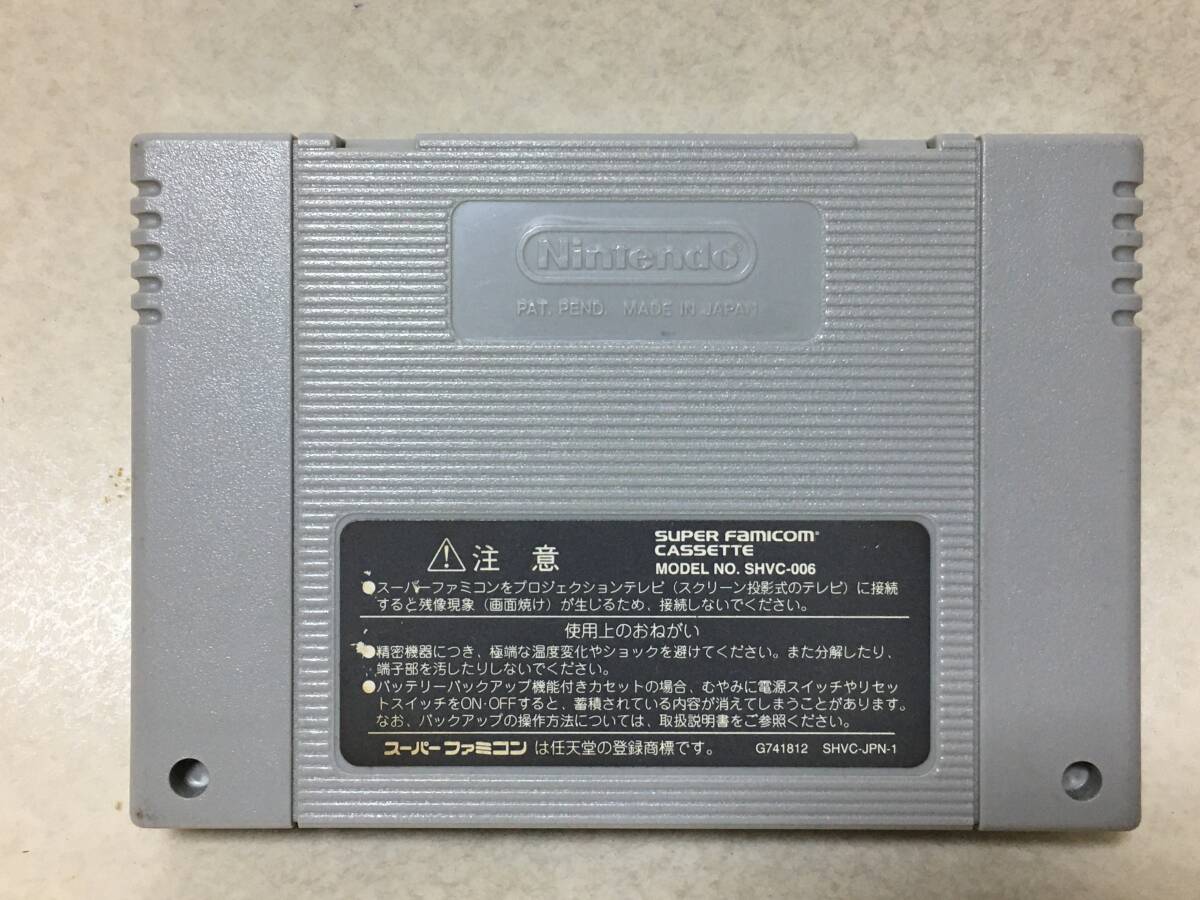 Nintendo
PAT. PEND. MADE IN JAPAN
⚠注意
SUPER FAMICOM
CASSETTE
MODEL NO. SHVC-006
●スーパーファミコンをプロジェクションテレビ（スクリーン投影式のテレビ）に接続
すると残像現象（画面焼け）が生じるため、接続しないでください。
使用上のおねがい
●精密機器につき、極端な温度変化やショックを避けてください。また分解したり、
端子部を汚したりしないでください。
●バッテリーバックアップ機能付きカセットの場合、むやみに電源スイッチやリセッ
トスイッチをON・OFFすると、蓄積されている内容が消えてしまうことがあります。
なお、バックアップの操作方法については、取扱説明書をご参照ください。
スーパーファミコン は任天堂の登録商標です。 G741812 SHVC-JPN-1